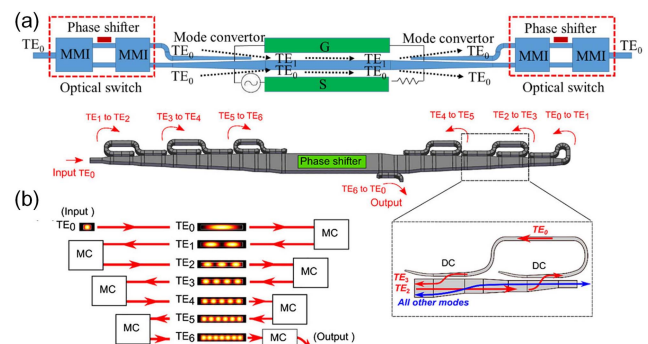 (a)
Phase shifter
Mode convertor
G
Mode convertor
Phase shifter
TE0
MMI
MMI
TE0
TE1
TE1
TE0
MMI
MMI
TE0
TE0
TE0
TE0
TE0
Optical switch
S
Optical switch
TE1 to TE2
TE3 to TE4
TE5 to TE6
TE4 to TE5
TE2 to TE3
TE0 to TE1
Input TE0
Phase shifter
TE6 to TE0
Output
(b)
(Input)
TE0
TE0
MC
MC
TE1
TE2
MC
MC
TE3
TE4
MC
MC
TE5
TE6
MC
(Output)
TE0
DC
DC
TE3
TE2
All other modes